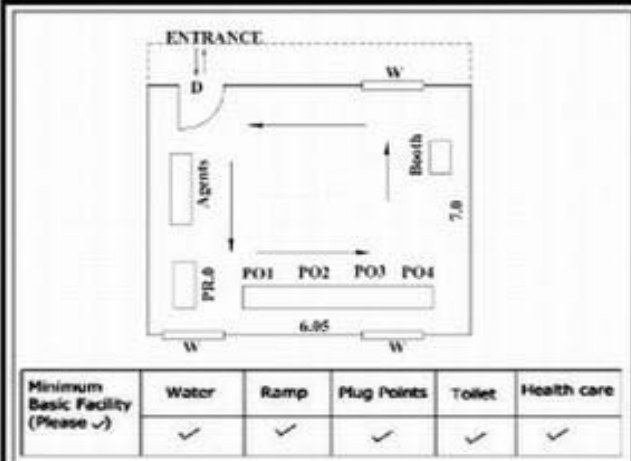 ENTRANCE
D
W
Agents
Booth
7.0
PR.0
PO1 PO2 PO3 PO4
6.05
W W
Minimum Basic Facility (Please ✓) Water Ramp Plug Points Toilet Health care
✓ ✓ ✓ ✓ ✓